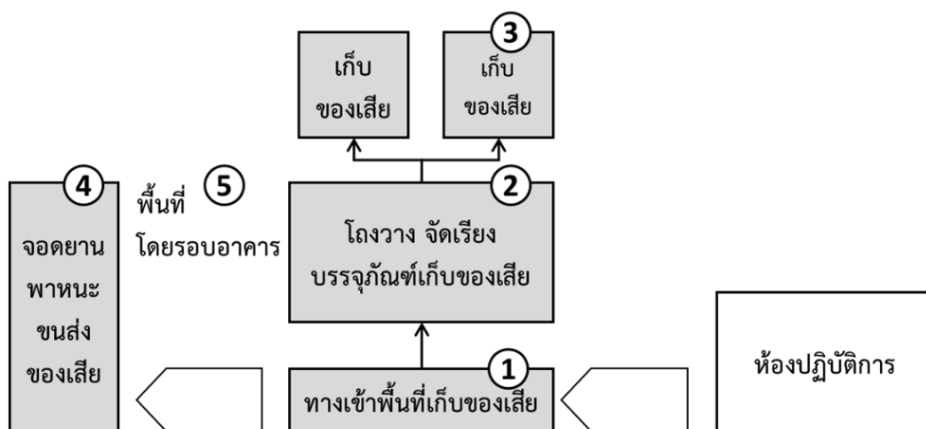 ③
เก็บ
ของเสีย
เก็บ
ของเสีย
④
⑤
②
พื้นที่
โดยรอบอาคาร
จอดยาน
พาหนะ
ขนส่ง
ของเสีย
โถงวาง จัดเรียง
บรรจุภัณฑ์เก็บของเสีย
①
ทางเข้าพื้นที่เก็บของเสีย
ห้องปฏิบัติการ